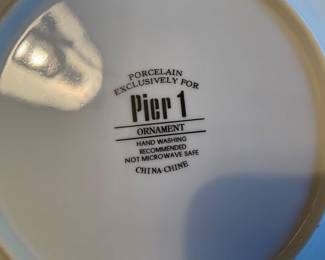 PORCELAIN
EXCLUSIVELY FOR
Pier 1
ORNAMENT
HAND WASHING
RECOMMENDED
NOT MICROWAVE SAFE
CHINA·CHINE